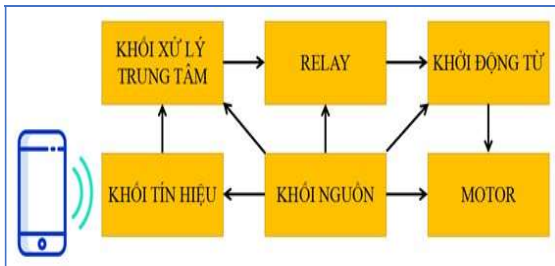 KHỐI XỬ LÝ
TRUNG TÂM
RELAY
KHỞI ĐỘNG TỪ
KHỐI TÍN HIỆU
KHỐI NGUỒN
MOTOR